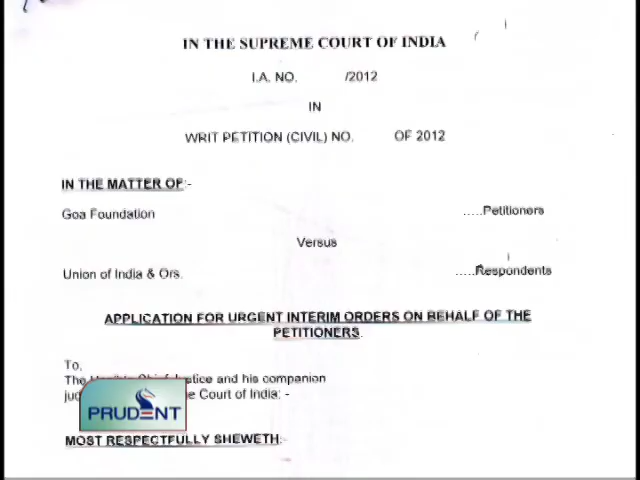 IN THE SUPREME COURT OF INDIA
I.A. NO. /2012
IN
WRIT PETITION (CIVIL) NO. OF 2012
IN THE MATTER OF:-
Goa Foundation .....Petitioners
Versus
Union of India & Ors. .....Respondents
APPLICATION FOR URGENT INTERIM ORDERS ON BEHALF OF THE
PETITIONERS.
To,
The Chief Justice and his companion
Court of India: -
PRUDENT
MOST RESPECTFULLY SHEWETH:-